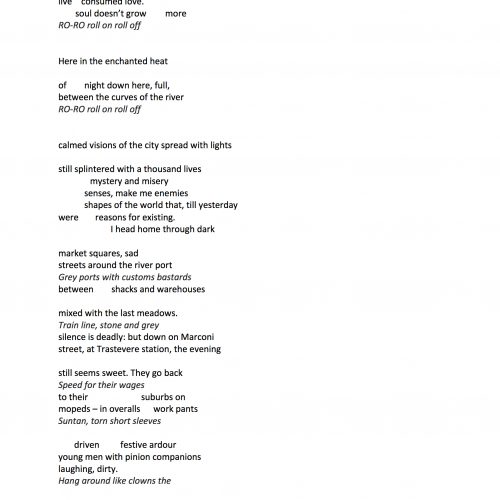 live consumed love.
soul doesn't grow more
RO-RO roll on roll off
Here in the enchanted heat
of night down here, full,
between the curves of the river
RO-RO roll on roll off
calmed visions of the city spread with lights
still splintered with a thousand lives
mystery and misery
senses, make me enemies
shapes of the world that, till yesterday
were reasons for existing.
I head home through dark
market squares, sad
streets around the river port
Grey ports with customs bastards
between shacks and warehouses
mixed with the last meadows.
Train line, stone and grey
silence is deadly: but down on Marconi
street, at Trastevere station, the evening
still seems sweet. They go back
Speed for their wages
to their suburbs on
mopeds – in overalls work pants
Suntan, torn short sleeves
driven festive ardour
young men with pinion companions
laughing, dirty.
Hang around like clowns the